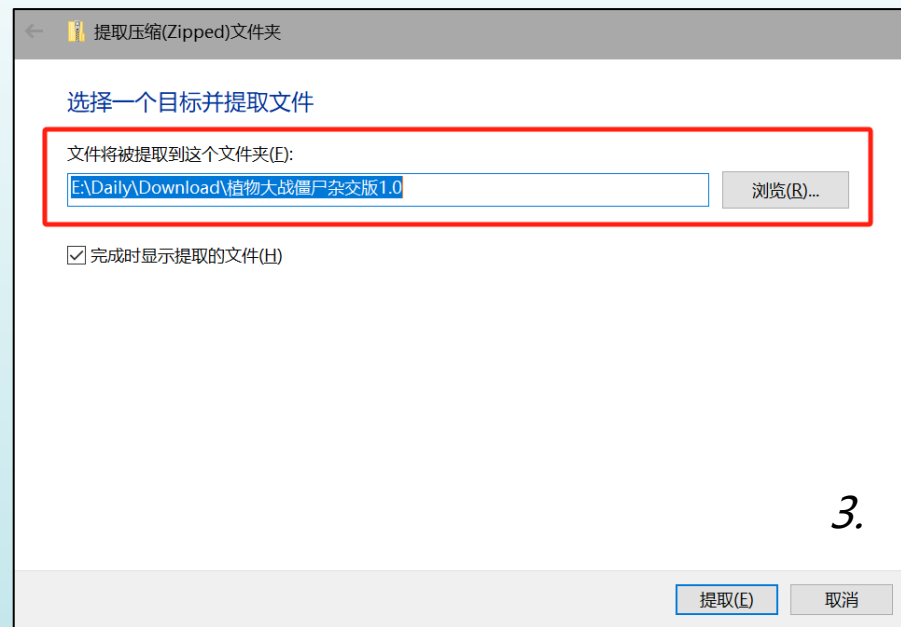 提取压缩(Zipped)文件夹
选择一个目标并提取文件
文件将被提取到这个文件夹(F):
E:\Daily\Download\植物大战僵尸杂交版1.0
浏览(R)...
完成时显示提取的文件(H)
3.
提取(E)
取消